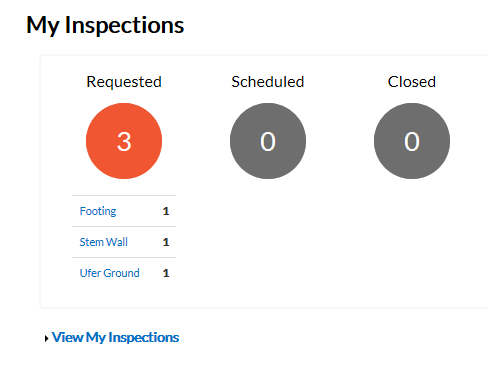 My Inspections
Requested Scheduled Closed
3 0 0
Footing 1
Stem Wall 1
Ufer Ground 1
View My Inspections